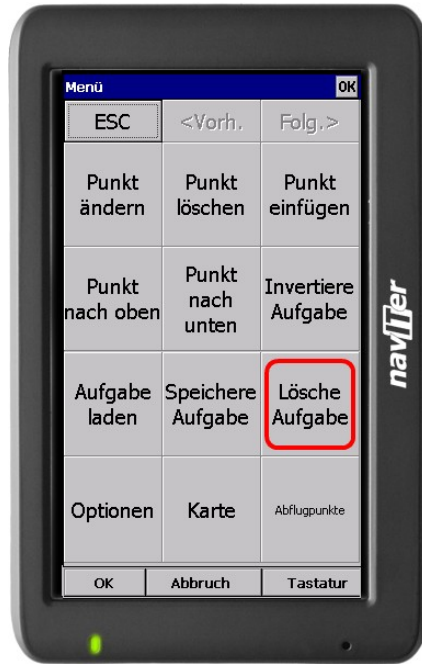 Menü OK
ESC <Vorh. Folg.>
Punkt ändern
Punkt löschen
Punkt einfügen
Punkt nach oben
Punkt nach unten
Invertiere Aufgabe
Aufgabe laden
Speichere Aufgabe
Lösche Aufgabe
Optionen Karte Abflugpunkte
OK Abbruch Tastatur
naviter